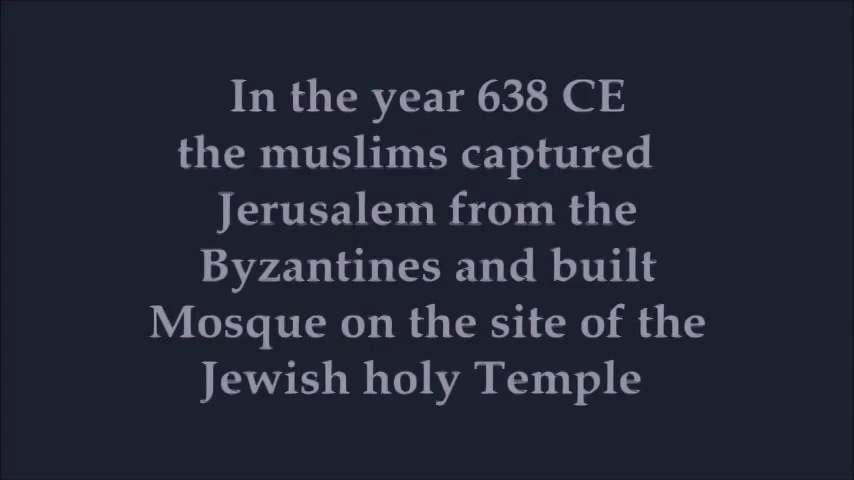 In the year 638 CE
the muslims captured
Jerusalem from the
Byzantines and built
Mosque on the site of the
Jewish holy Temple